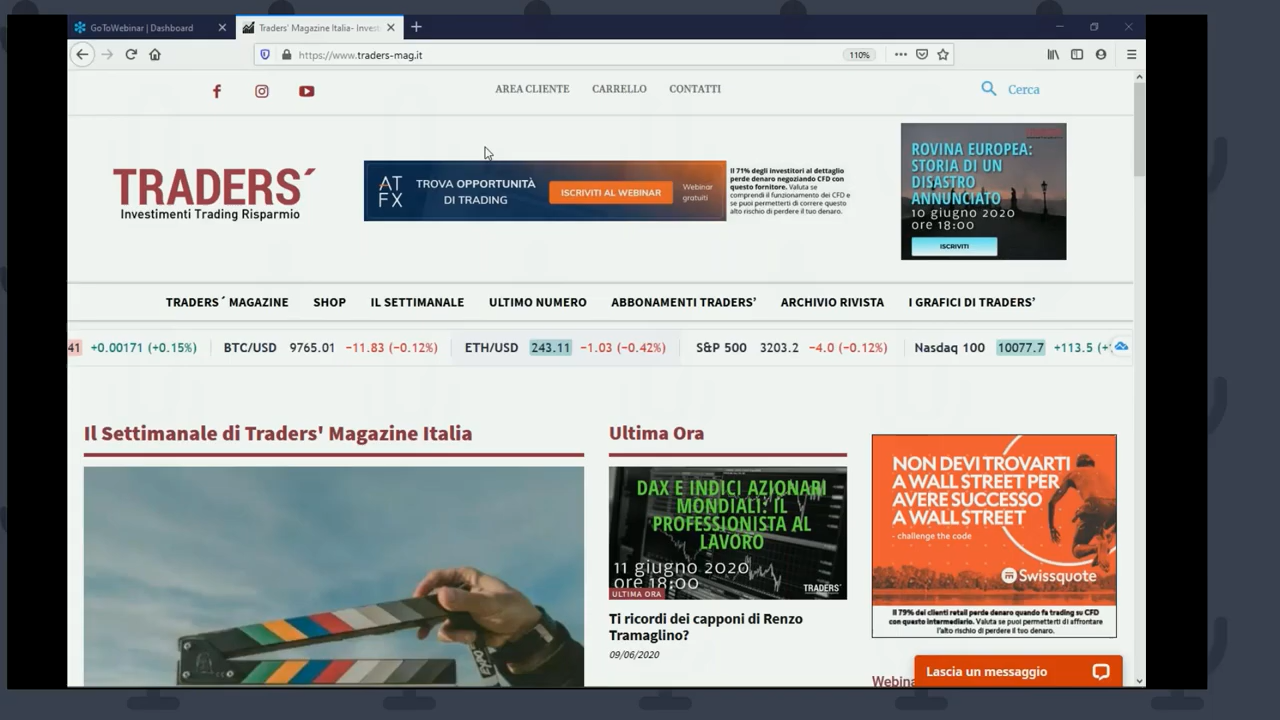 GoToWebinar | Dashboard
Traders' Magazine Italia- Invest
https://www.traders-mag.it
110%
AREA CLIENTE
CARRELLO
CONTATTI
Cerca
TRADERS´
Investimenti Trading Risparmio
AT
FX
TROVA OPPORTUNITÀ
DI TRADING
ISCRIVITI AL WEBINAR
Webinar
gratuiti
Il 71% degli investitori al dettaglio
perde denaro negoziando CFD con
questo fornitore. Valuta se
comprendi il funzionamento dei CFD e
se puoi permetterti di correre questo
alto rischio di perdere il tuo denaro.
ROVINA EUROPEA:
STORIA DI UN
DISASTRO
ANNUNCIATO
10 giugno 2020
ore 18:00
ISCRIVITI
TRADERS´ MAGAZINE
SHOP
IL SETTIMANALE
ULTIMO NUMERO
ABBONAMENTI TRADERS’
ARCHIVIO RIVISTA
I GRAFICI DI TRADERS’
41 +0.00171 (+0.15%) BTC/USD 9765.01 −11.83 (−0.12%) ETH/USD 243.11 −1.03 (−0.42%) S&P 500 3203.2 −4.0 (−0.12%) Nasdaq 100 10077.7 +113.5 (+
Il Settimanale di Traders' Magazine Italia
Ultima Ora
DAX E INDICI AZIONARI
MONDIALI: IL
PROFESSIONISTA AL
LAVORO
11 giugno 2020
ore 18:00
TRADERS´
ULTIMA ORA
Ti ricordi dei capponi di Renzo
Tramaglino?
09/06/2020
NON DEVI TROVARTI
A WALL STREET PER
AVERE SUCCESSO
A WALL STREET
- challenge the code
Swissquote
Il 79% dei clienti retail perde denaro quando fa trading su CFD
con questo intermediario. Valuta se puoi permetterti di affrontare
l'alto rischio di perdere il tuo denaro.
Webina
Lascia un messaggio